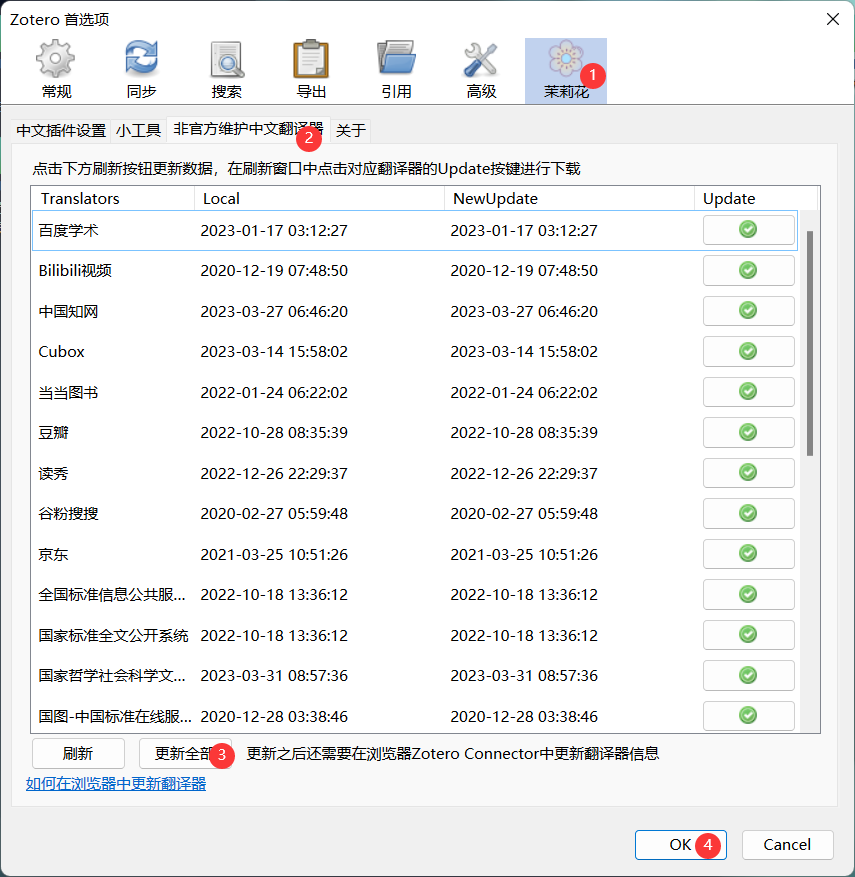 Zotero 首选项
常规 同步 搜索 导出 引用 高级 茉莉花 1
中文插件设置 小工具 非官方维护中文翻译器 2 关于
点击下方刷新按钮更新数据，在刷新窗口中点击对应翻译器的Update按键进行下载
Translators Local NewUpdate Update
百度学术 2023-01-17 03:12:27 2023-01-17 03:12:27
Bilibili视频 2020-12-19 07:48:50 2020-12-19 07:48:50
中国知网 2023-03-27 06:46:20 2023-03-27 06:46:20
Cubox 2023-03-14 15:58:02 2023-03-14 15:58:02
当当图书 2022-01-24 06:22:02 2022-01-24 06:22:02
豆瓣 2022-10-28 08:35:39 2022-10-28 08:35:39
读秀 2022-12-26 22:29:37 2022-12-26 22:29:37
谷粉搜搜 2020-02-27 05:59:48 2020-02-27 05:59:48
京东 2021-03-25 10:51:26 2021-03-25 10:51:26
全国标准信息公共服... 2022-10-18 13:36:12 2022-10-18 13:36:12
国家标准全文公开系统 2022-10-18 13:36:12 2022-10-18 13:36:12
国家哲学社会科学文... 2023-03-31 08:57:36 2023-03-31 08:57:36
国图-中国标准在线服... 2020-12-28 03:38:46 2020-12-28 03:38:46
刷新 更新全部 3 更新之后还需要在浏览器Zotero Connector中更新翻译器信息
如何在浏览器中更新翻译器
OK 4 Cancel